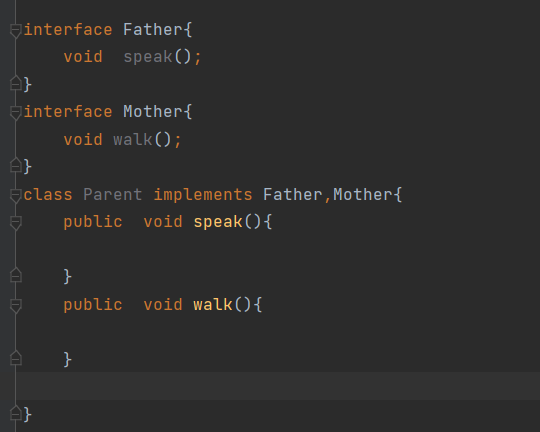 interface Father{
    void  speak();
}
interface Mother{
    void walk();
}
class Parent implements Father,Mother{
    public  void speak(){
    }
    public  void walk(){
    }
}